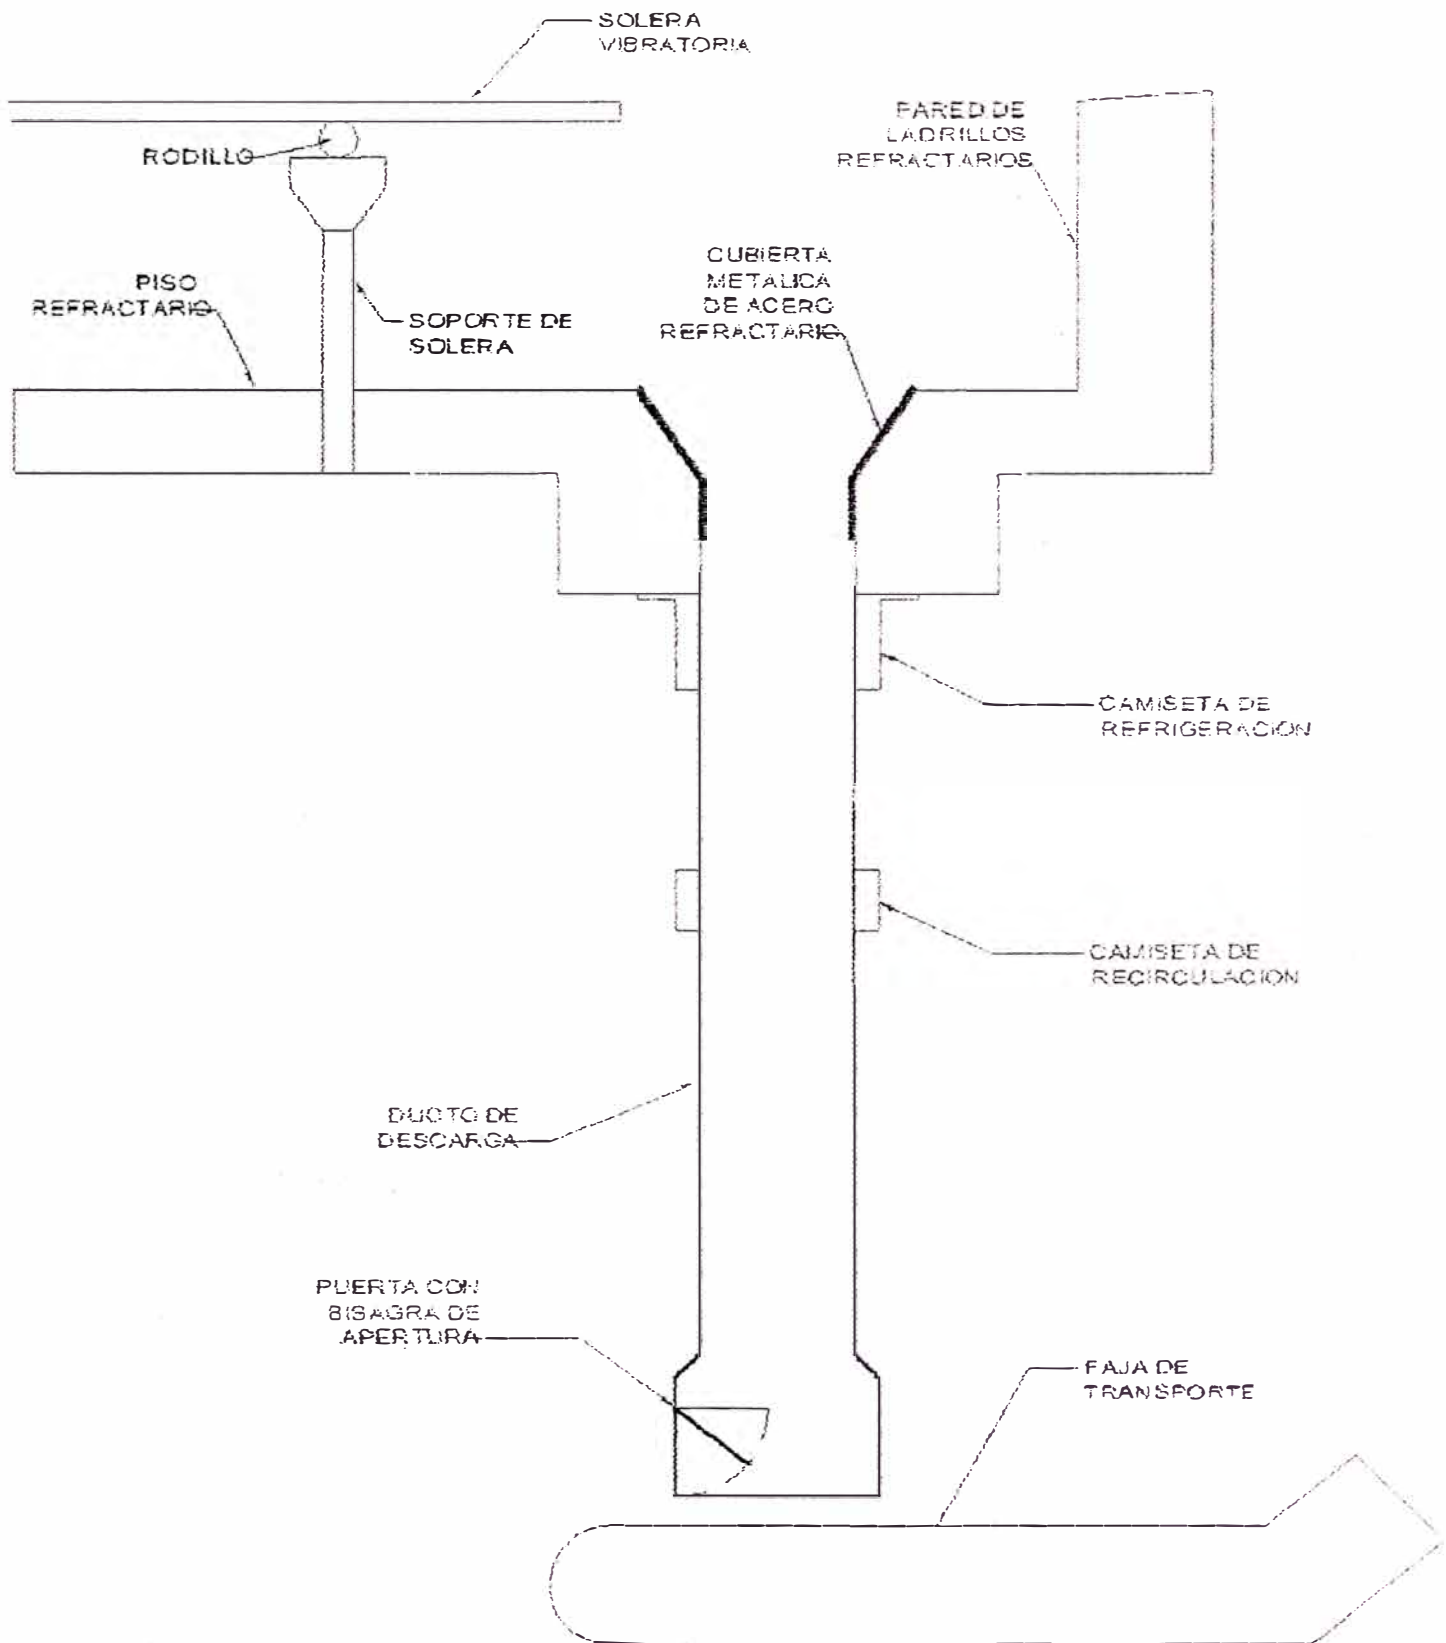 SOLERA
VIBRATORIA
RODILLO
PARED DE
LADRILLOS
REFRACTARIOS
PISO
REFRACTARIO
SOPORTE DE
SOLERA
CUBIERTA
METALICA
DE ACERO
REFRACTARIO
CAMISETA DE
REFRIGERACION
CAMISETA DE
RECIRCULACION
DUCTO DE
DESCARGA
PUERTA CON
BISAGRA DE
APERTURA
FAJA DE
TRANSPORTE